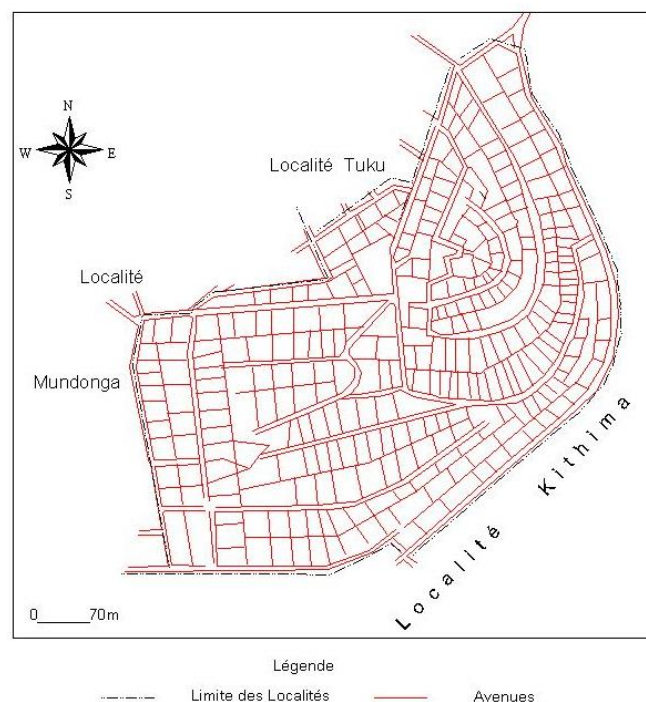 N
W E
S
Localité Tuku
Localité
Mundonga
Localité Kithima
0 70m
Légende
Limite des Localités Avenues